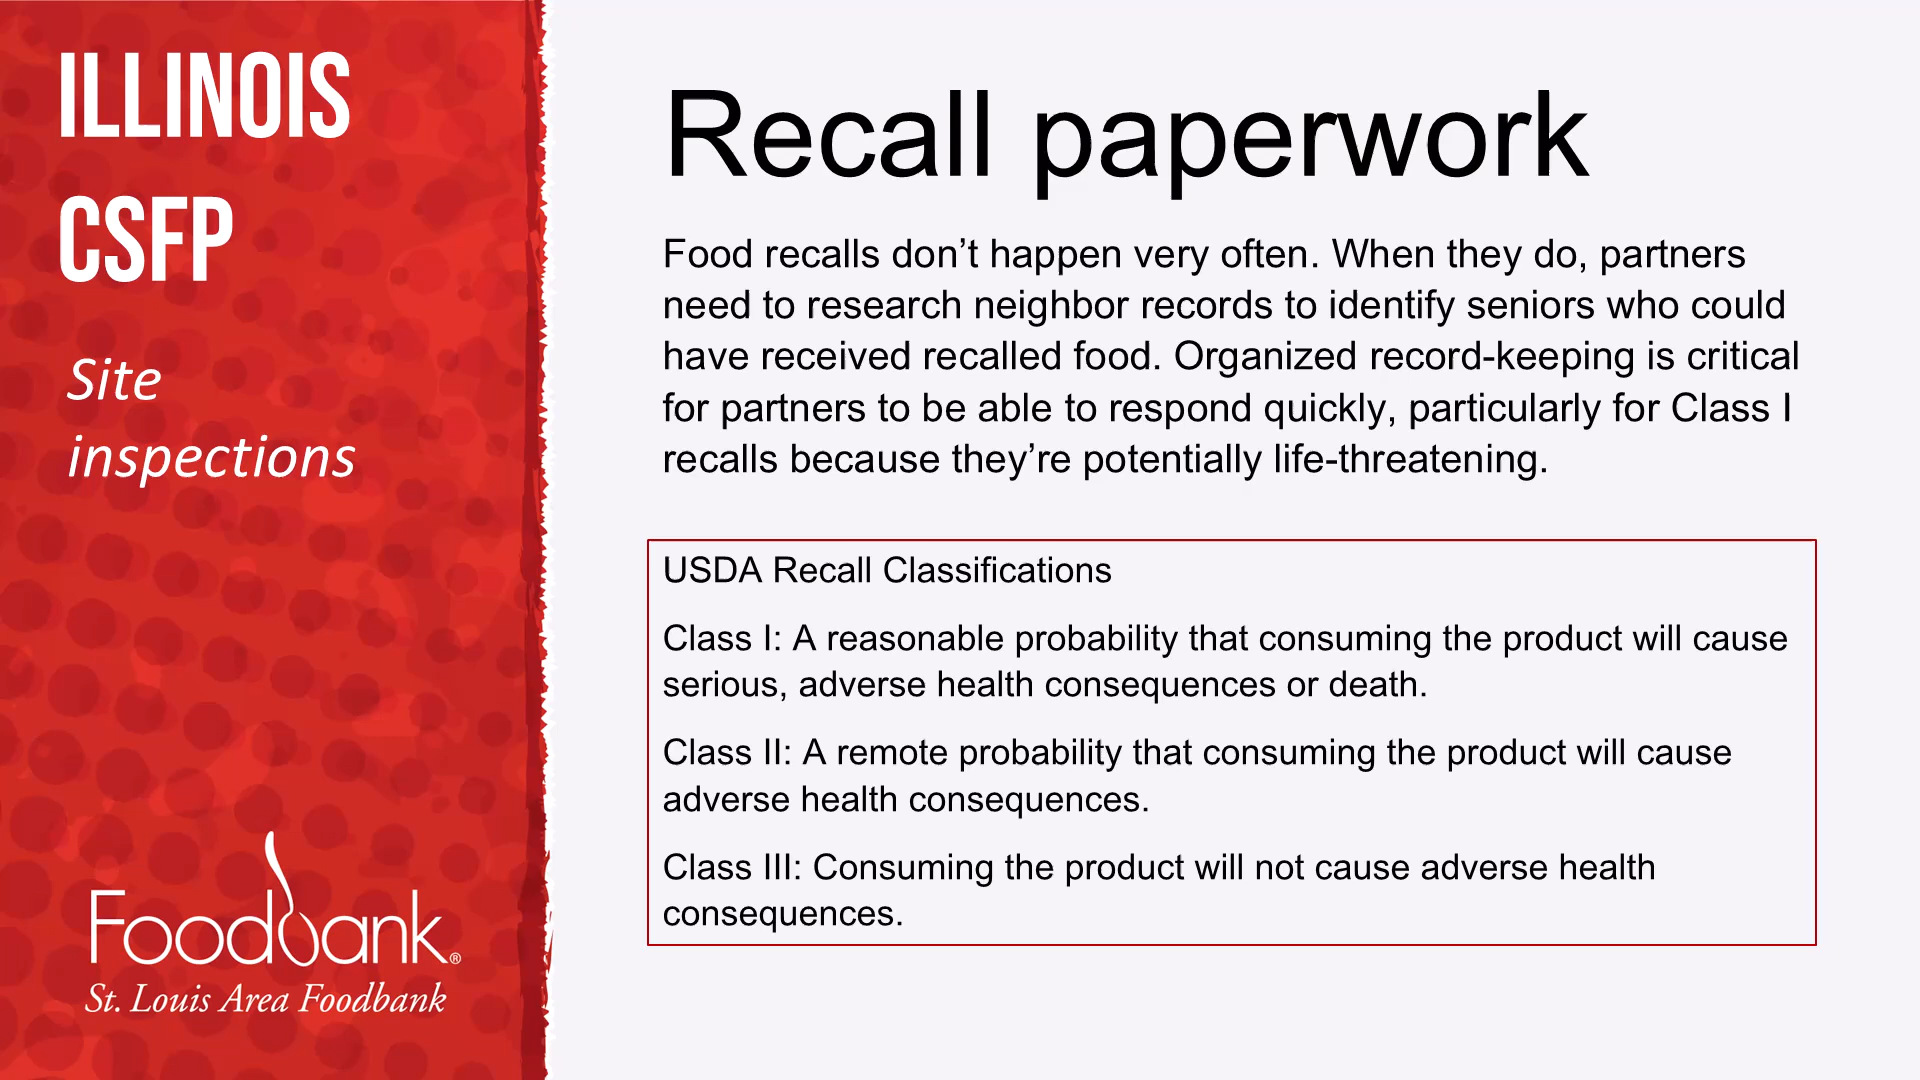 ILLINOIS
CSFP
Site
inspections
Foodbank®
St. Louis Area Foodbank
Recall paperwork
Food recalls don’t happen very often. When they do, partners
need to research neighbor records to identify seniors who could
have received recalled food. Organized record-keeping is critical
for partners to be able to respond quickly, particularly for Class I
recalls because they’re potentially life-threatening.
USDA Recall Classifications
Class I: A reasonable probability that consuming the product will cause
serious, adverse health consequences or death.
Class II: A remote probability that consuming the product will cause
adverse health consequences.
Class III: Consuming the product will not cause adverse health
consequences.